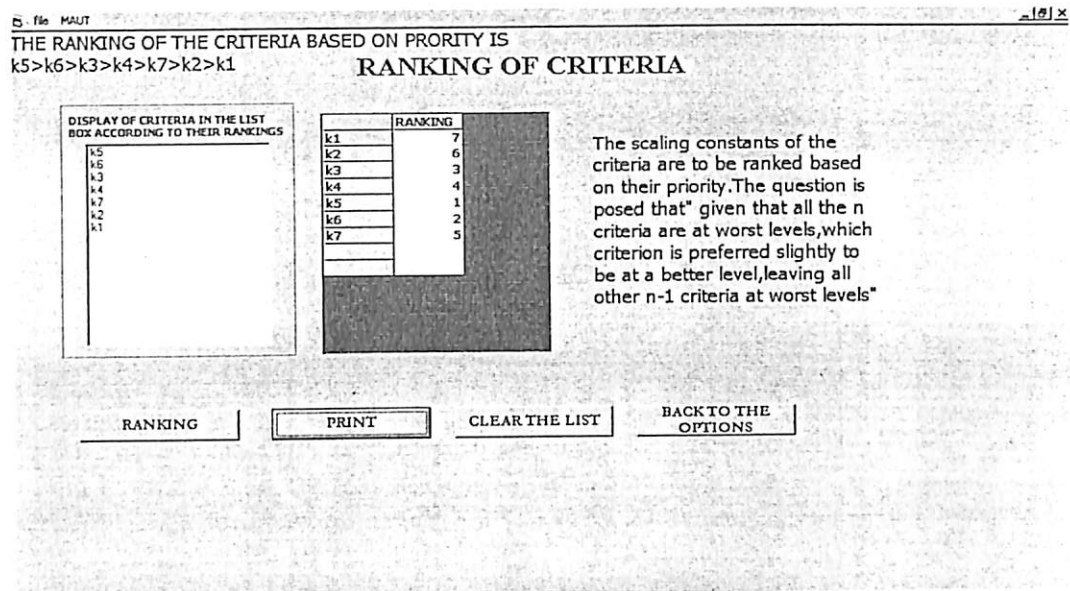 file MAUT
THE RANKING OF THE CRITERIA BASED ON PRORITY IS
k5>k6>k3>k4>k7>k2>k1
RANKING OF CRITERIA
DISPLAY OF CRITERIA IN THE LIST
BOX ACCORDING TO THEIR RANKINGS
k5
k6
k3
k4
k7
k2
k1
RANKING
k1 7
k2 6
k3 3
k4 4
k5 1
k6 2
k7 5
The scaling constants of the
criteria are to be ranked based
on their priority.The question is
posed that" given that all the n
criteria are at worst levels,which
criterion is preferred slightly to
be at a better level,leaving all
other n-1 criteria at worst levels"
RANKING
PRINT
CLEAR THE LIST
BACK TO THE
OPTIONS